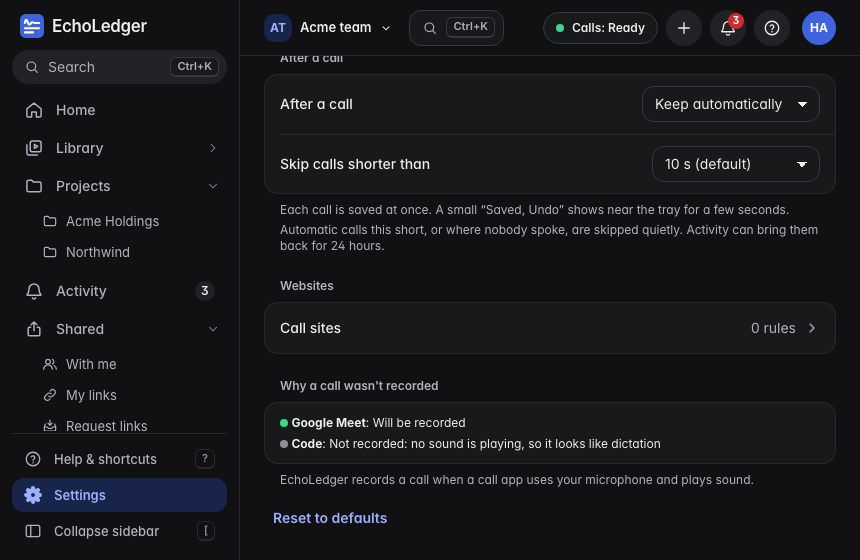 EchoLedger
Search
Ctrl+K
Home
Library
Projects
Acme Holdings
Northwind
Activity
3
Shared
With me
My links
Request links
Help & shortcuts
?
Settings
Collapse sidebar
[
AT
Acme team
Ctrl+K
Calls: Ready
3
HA
After a call
After a call
Keep automatically
Skip calls shorter than
10 s (default)
Each call is saved at once. A small “Saved, Undo” shows near the tray for a few seconds.
Automatic calls this short, or where nobody spoke, are skipped quietly. Activity can bring them
back for 24 hours.
Websites
Call sites
0 rules
Why a call wasn't recorded
Google Meet: Will be recorded
Code: Not recorded: no sound is playing, so it looks like dictation
EchoLedger records a call when a call app uses your microphone and plays sound.
Reset to defaults